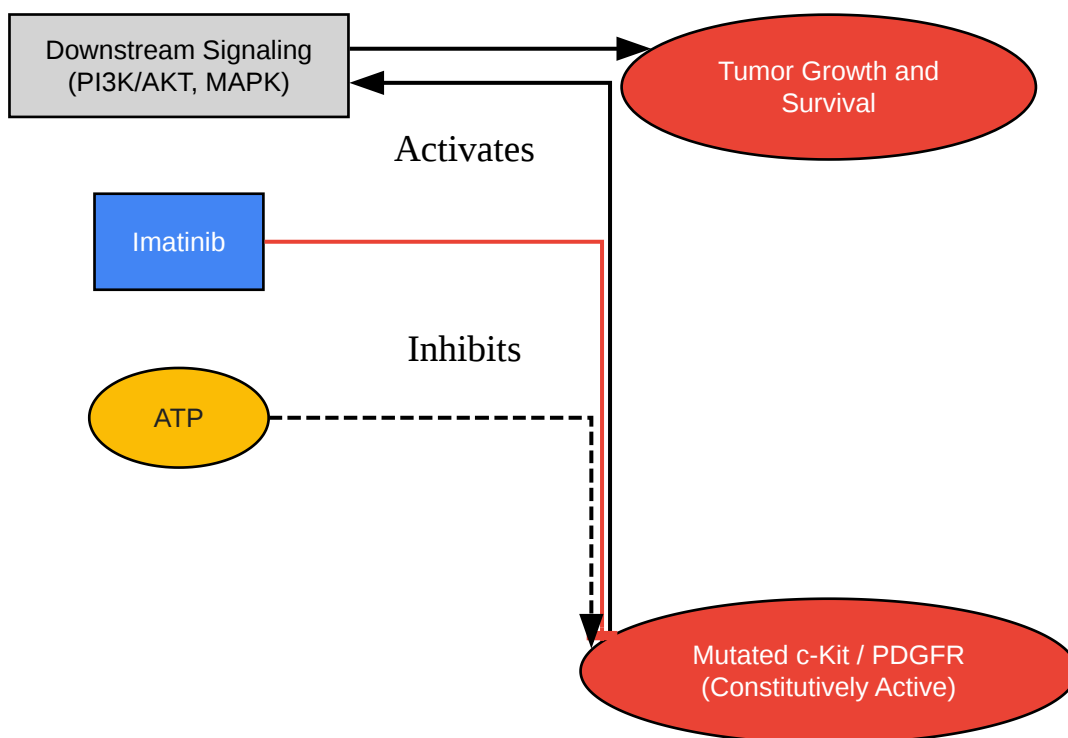 Downstream Signaling
(PI3K/AKT, MAPK)
Tumor Growth and
Survival
Activates
Imatinib
Inhibits
ATP
Mutated c-Kit / PDGFR
(Constitutively Active)